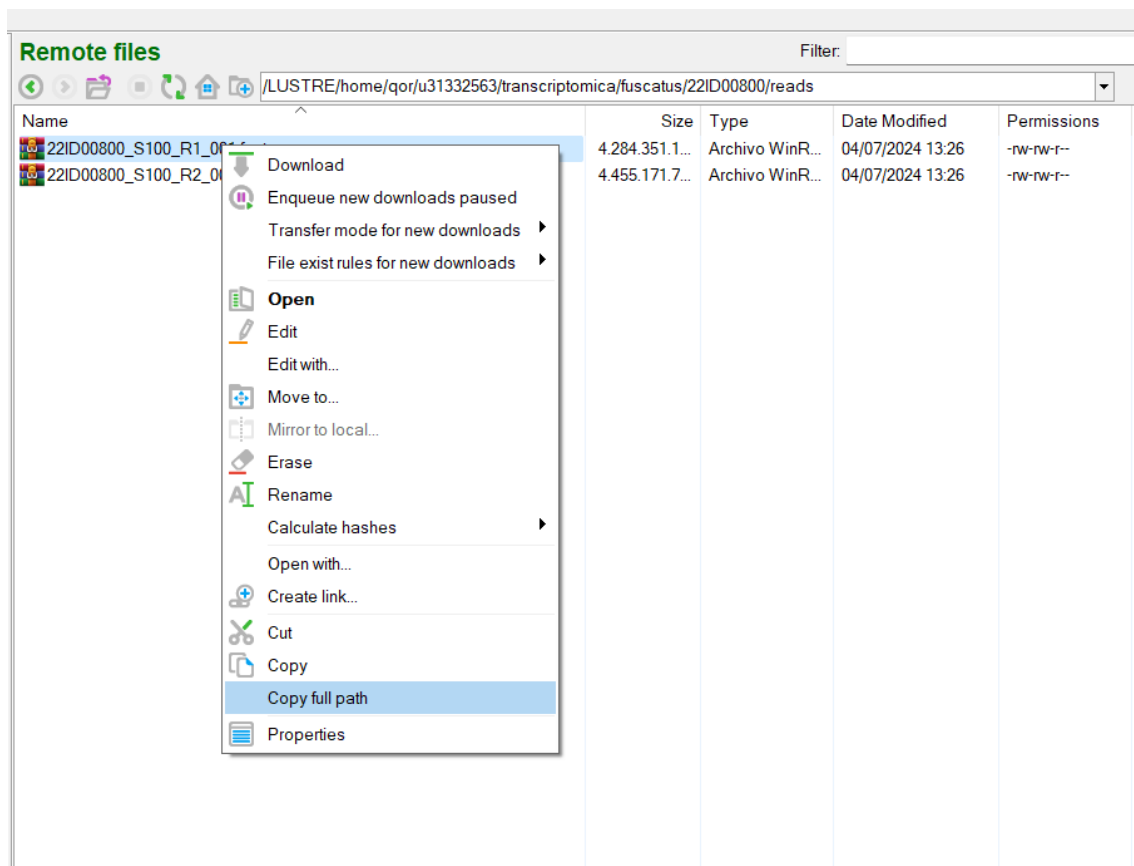 Remote files
Filter:
/LUSTRE/home/qor/u31332563/transcriptomica/fuscatus/22ID00800/reads
Name Size Type Date Modified Permissions
22ID00800_S100_R1_ 4.284.351.1... Archivo WinR... 04/07/2024 13:26 -rw-rw-r--
22ID00800_S100_R2_ 4.455.171.7... Archivo WinR... 04/07/2024 13:26 -rw-rw-r--
Download
Enqueue new downloads paused
Transfer mode for new downloads
File exist rules for new downloads
Open
Edit
Edit with...
Move to...
Mirror to local...
Erase
Rename
Calculate hashes
Open with...
Create link...
Cut
Copy
Copy full path
Properties